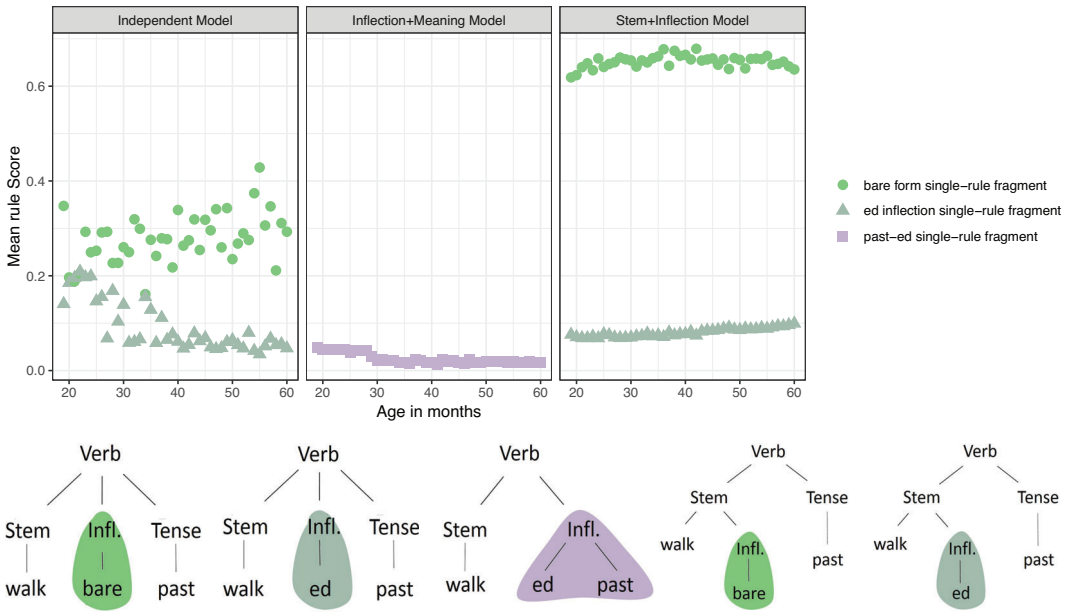 Independent Model
Inflection+Meaning Model
Stem+Inflection Model
Mean rule Score
0.6
0.4
0.2
0.0
20 30 40 50 60
20 30 40 50 60
20 30 40 50 60
Age in months
bare form single−rule fragment
ed inflection single−rule fragment
past−ed single−rule fragment
Verb
Stem Infl. Tense
walk bare past
Verb
Stem Infl. Tense
walk ed past
Verb
Stem Infl.
walk ed past
Verb
Stem Tense
walk Infl. past
bare
Verb
Stem Tense
walk Infl. past
ed